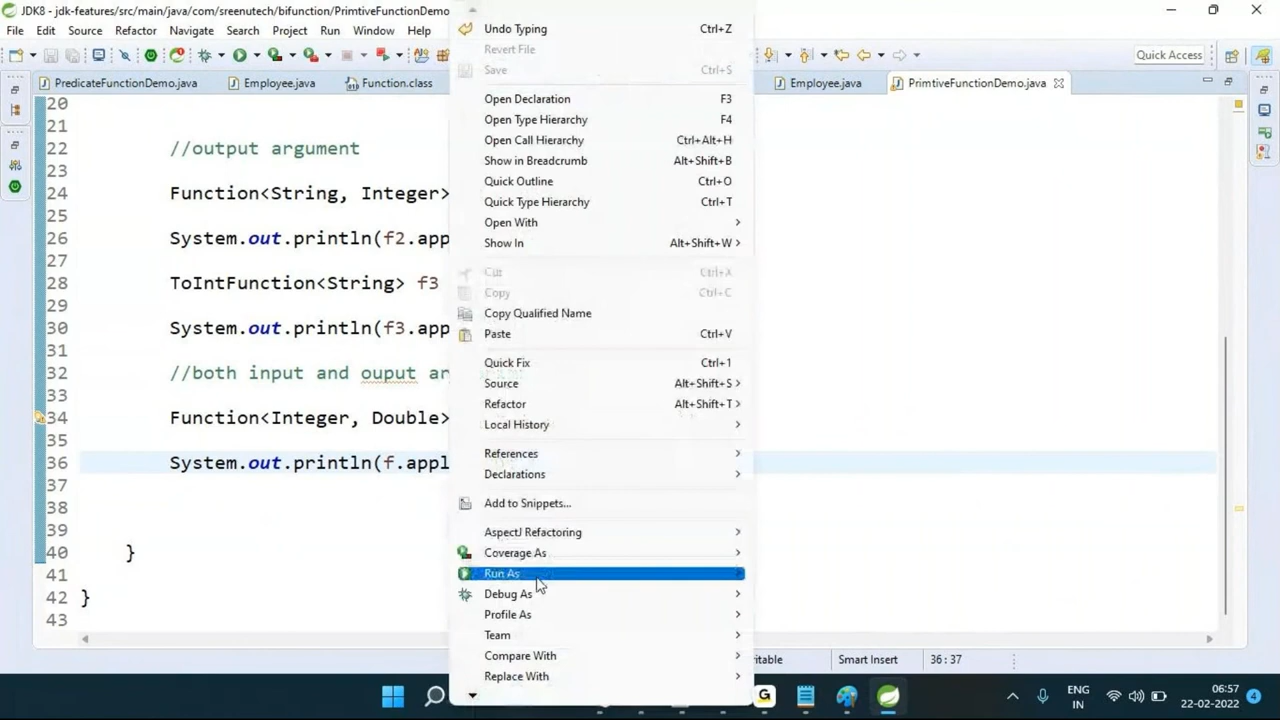 JDK8 - jdk-features/src/main/java/com/sreenutech/bifunction/PrimtiveFunctionDemo
File Edit Source Refactor Navigate Search Project Run Window Help
Quick Access
PredicateFunctionDemo.java Employee.java Function.class Employee.java PrimtiveFunctionDemo.java
20
21
22 //output argument
23
24 Function<String, Integer>
25
26 System.out.println(f2.app
27
28 ToIntFunction<String> f3
29
30 System.out.println(f3.app
31
32 //both input and ouput ar
33
34 Function<Integer, Double>
35
36 System.out.println(f.appl
37
38
39
40 }
41
42 }
43
Undo Typing Ctrl+Z
Revert File
Save Ctrl+S
Open Declaration F3
Open Type Hierarchy F4
Open Call Hierarchy Ctrl+Alt+H
Show in Breadcrumb Alt+Shift+B
Quick Outline Ctrl+O
Quick Type Hierarchy Ctrl+T
Open With
Show In Alt+Shift+W
Cut Ctrl+X
Copy Ctrl+C
Copy Qualified Name
Paste Ctrl+V
Quick Fix Ctrl+1
Source Alt+Shift+S
Refactor Alt+Shift+T
Local History
References
Declarations
Add to Snippets...
AspectJ Refactoring
Coverage As
Run As
Debug As
Profile As
Team
Compare With
Replace With
itable Smart Insert 36 : 37
G
ENG
IN
06:57
22-02-2022
4